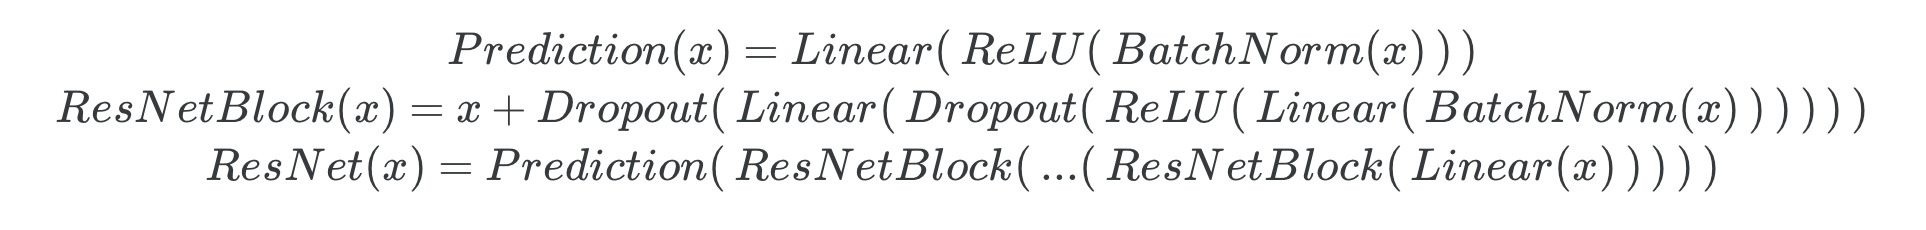 Prediction(x) = Linear( ReLU( BatchNorm(x) ) )
ResNetBlock(x) = x + Dropout( Linear( Dropout( ReLU( Linear( BatchNorm(x) ) ) ) ) )
ResNet(x) = Prediction( ResNetBlock( ...( ResNetBlock( Linear(x) ) ) ) )